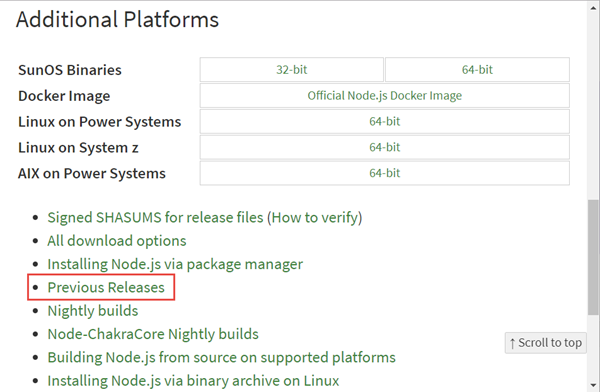 Additional Platforms
SunOS Binaries 32-bit 64-bit
Docker Image Official Node.js Docker Image
Linux on Power Systems 64-bit
Linux on System z 64-bit
AIX on Power Systems 64-bit
• Signed SHASUMS for release files (How to verify)
• All download options
• Installing Node.js via package manager
• Previous Releases
• Nightly builds
• Node-ChakraCore Nightly builds
↑ Scroll to top
• Building Node.js from source on supported platforms
• Installing Node.js via binary archive on Linux